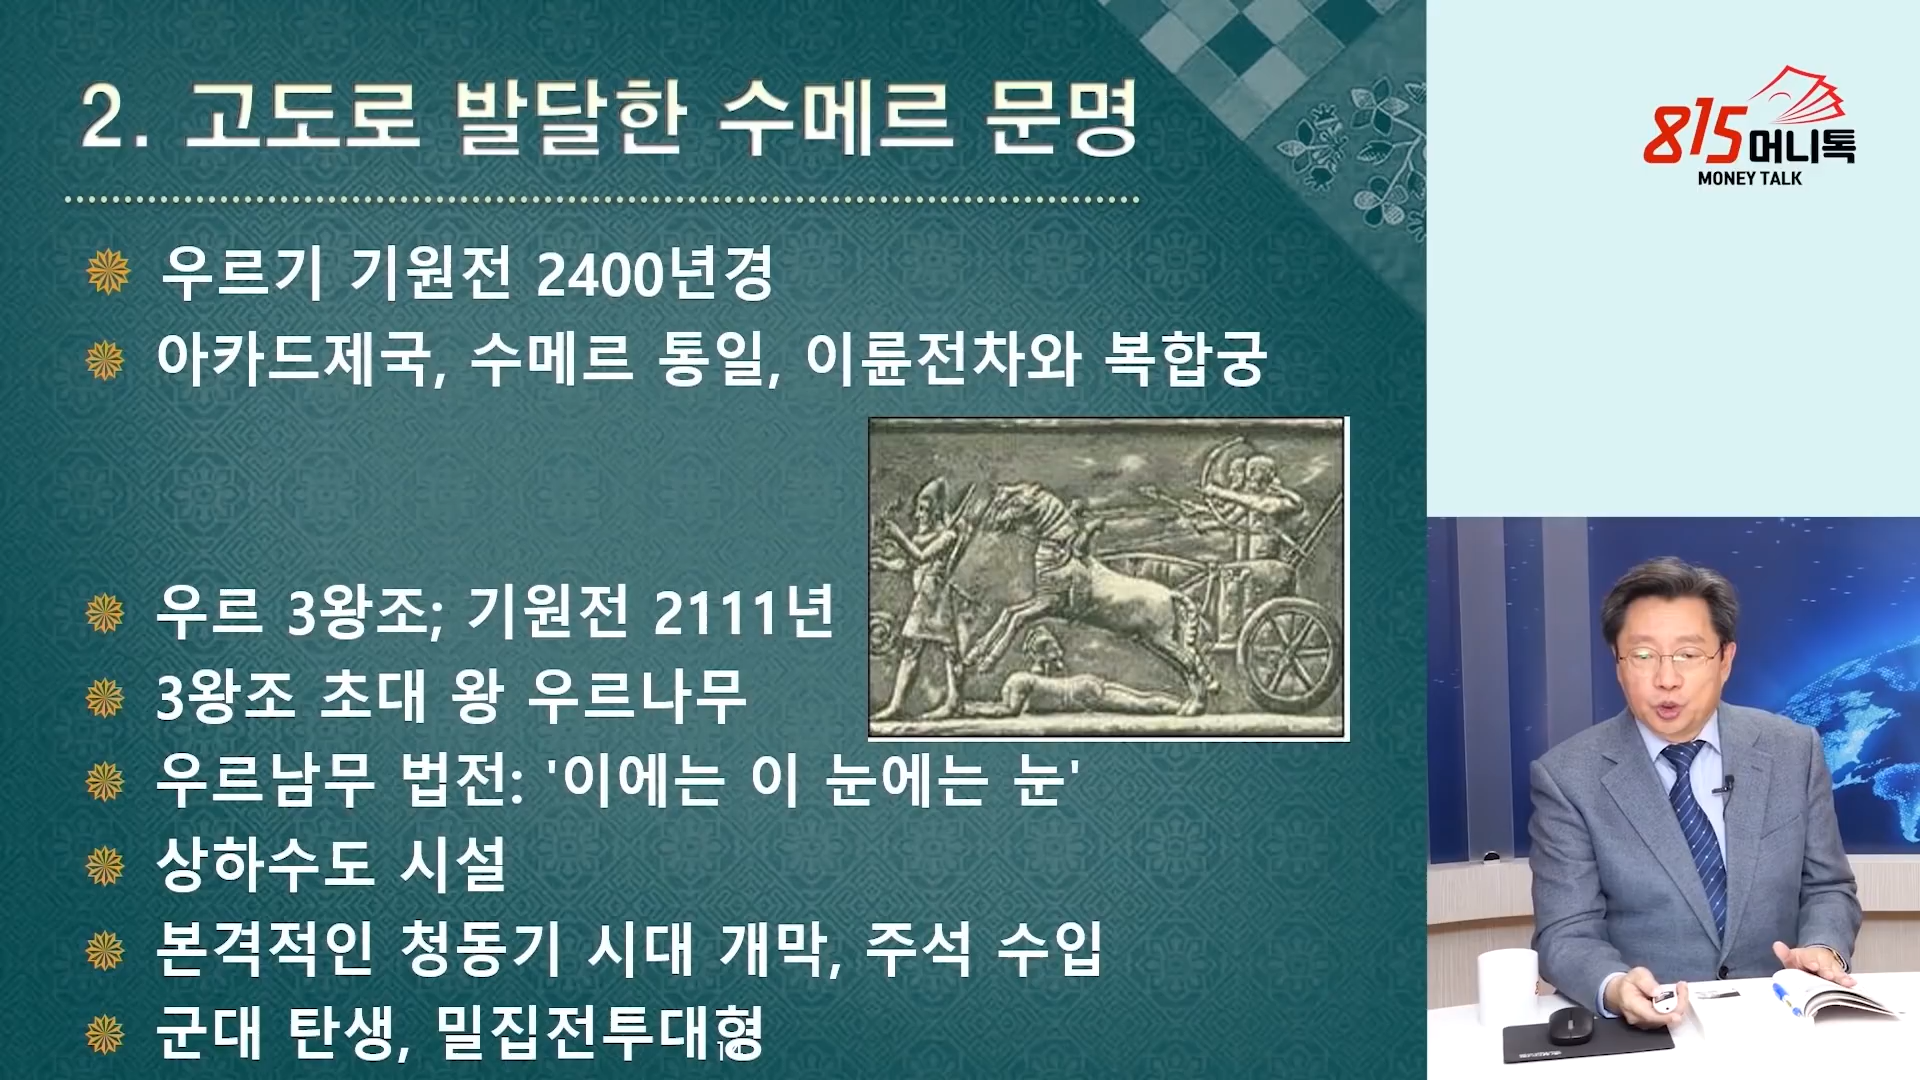 2. 고도로 발달한 수메르 문명
우르기 기원전 2400년경
아카드제국, 수메르 통일, 이륜전차와 복합궁
우르 3왕조; 기원전 2111년
3왕조 초대 왕 우르나무
우르남무 법전: '이에는 이 눈에는 눈'
상하수도 시설
본격적인 청동기 시대 개막, 주석 수입
군대 탄생, 밀집전투대형
815머니톡
MONEY TALK